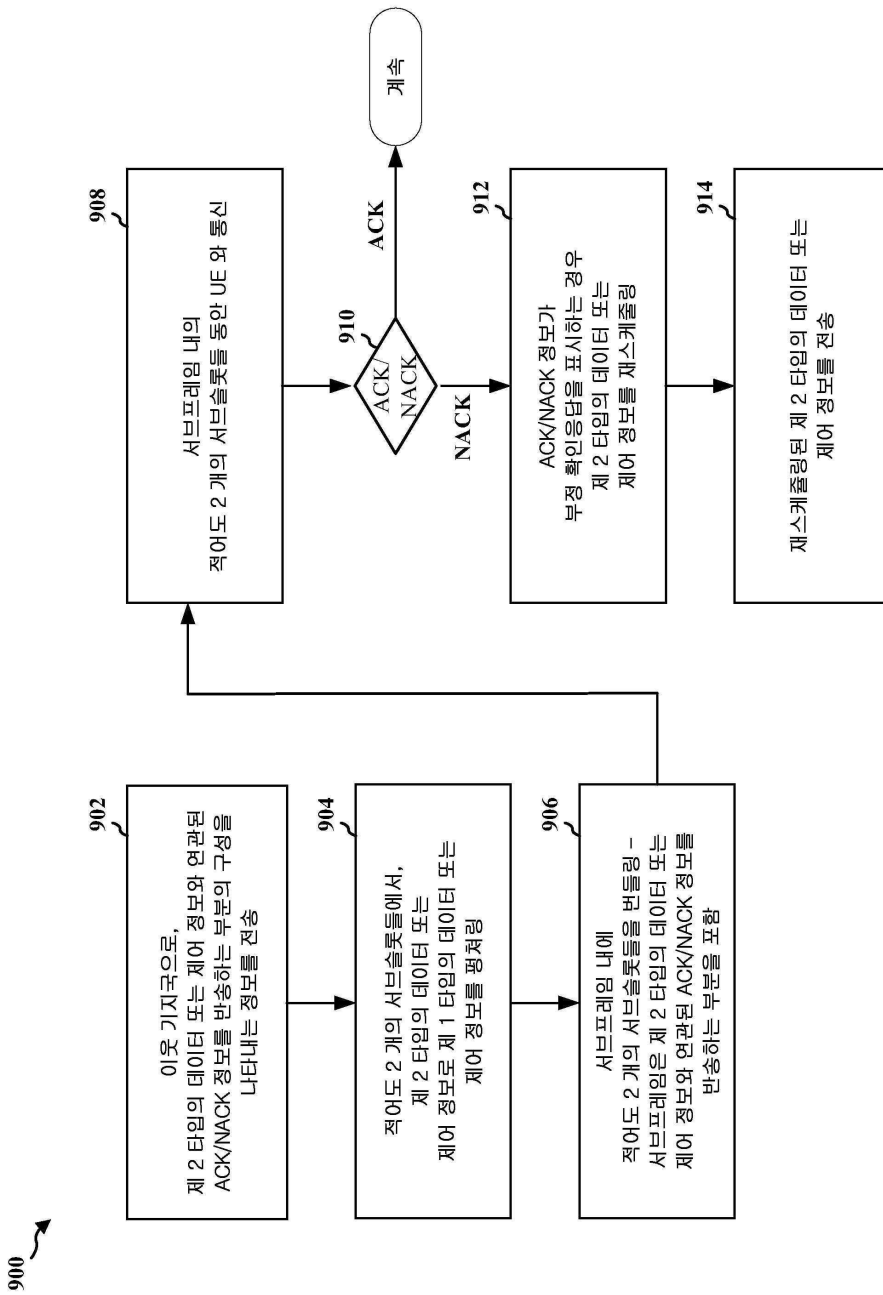 900
902
이웃 기지국으로,
제 2 타입의 데이터 또는 제어 정보와 연관된
ACK/NACK 정보를 반송하는 부분의 구성을
나타내는 정보를 전송
904
적어도 2 개의 서브슬롯들에서,
제 2 타입의 데이터 또는
제어 정보로 제 1 타입의 데이터 또는
제어 정보를 펑처링
906
서브프레임 내에
적어도 2 개의 서브슬롯들을 번들링 –
서브프레임은 제 2 타입의 데이터 또는
제어 정보와 연관된 ACK/NACK 정보를
반송하는 부분을 포함
908
서브프레임 내의
적어도 2 개의 서브슬롯들 동안 UE 와 통신
910
ACK/
NACK
ACK
계속
NACK
912
ACK/NACK 정보가
부정 확인응답을 표시하는 경우
제 2 타입의 데이터 또는
제어 정보를 재스케쥴링
914
재스케쥴링된 제 2 타입의 데이터 또는
제어 정보를 전송